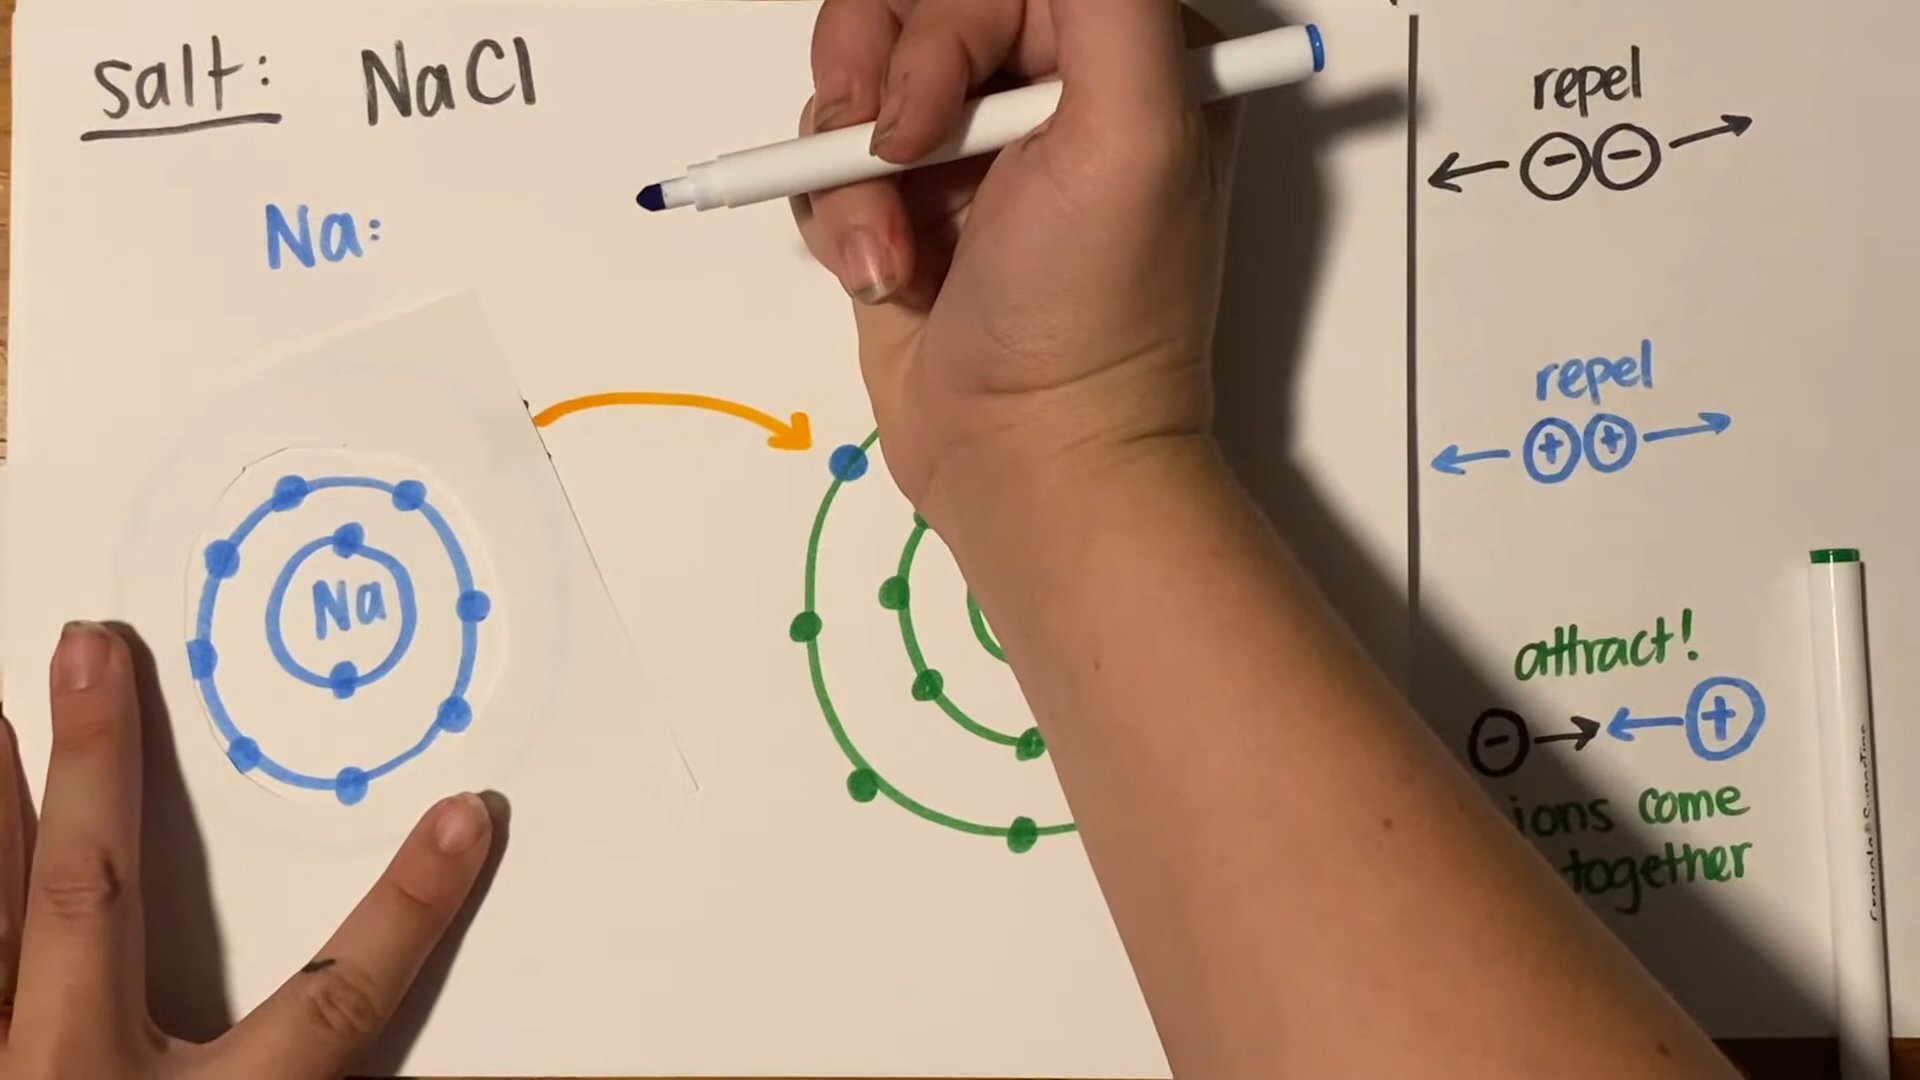 salt: NaCl
Na:
Na
repel
- -
repel
+ +
attract!
- +
ions come
together